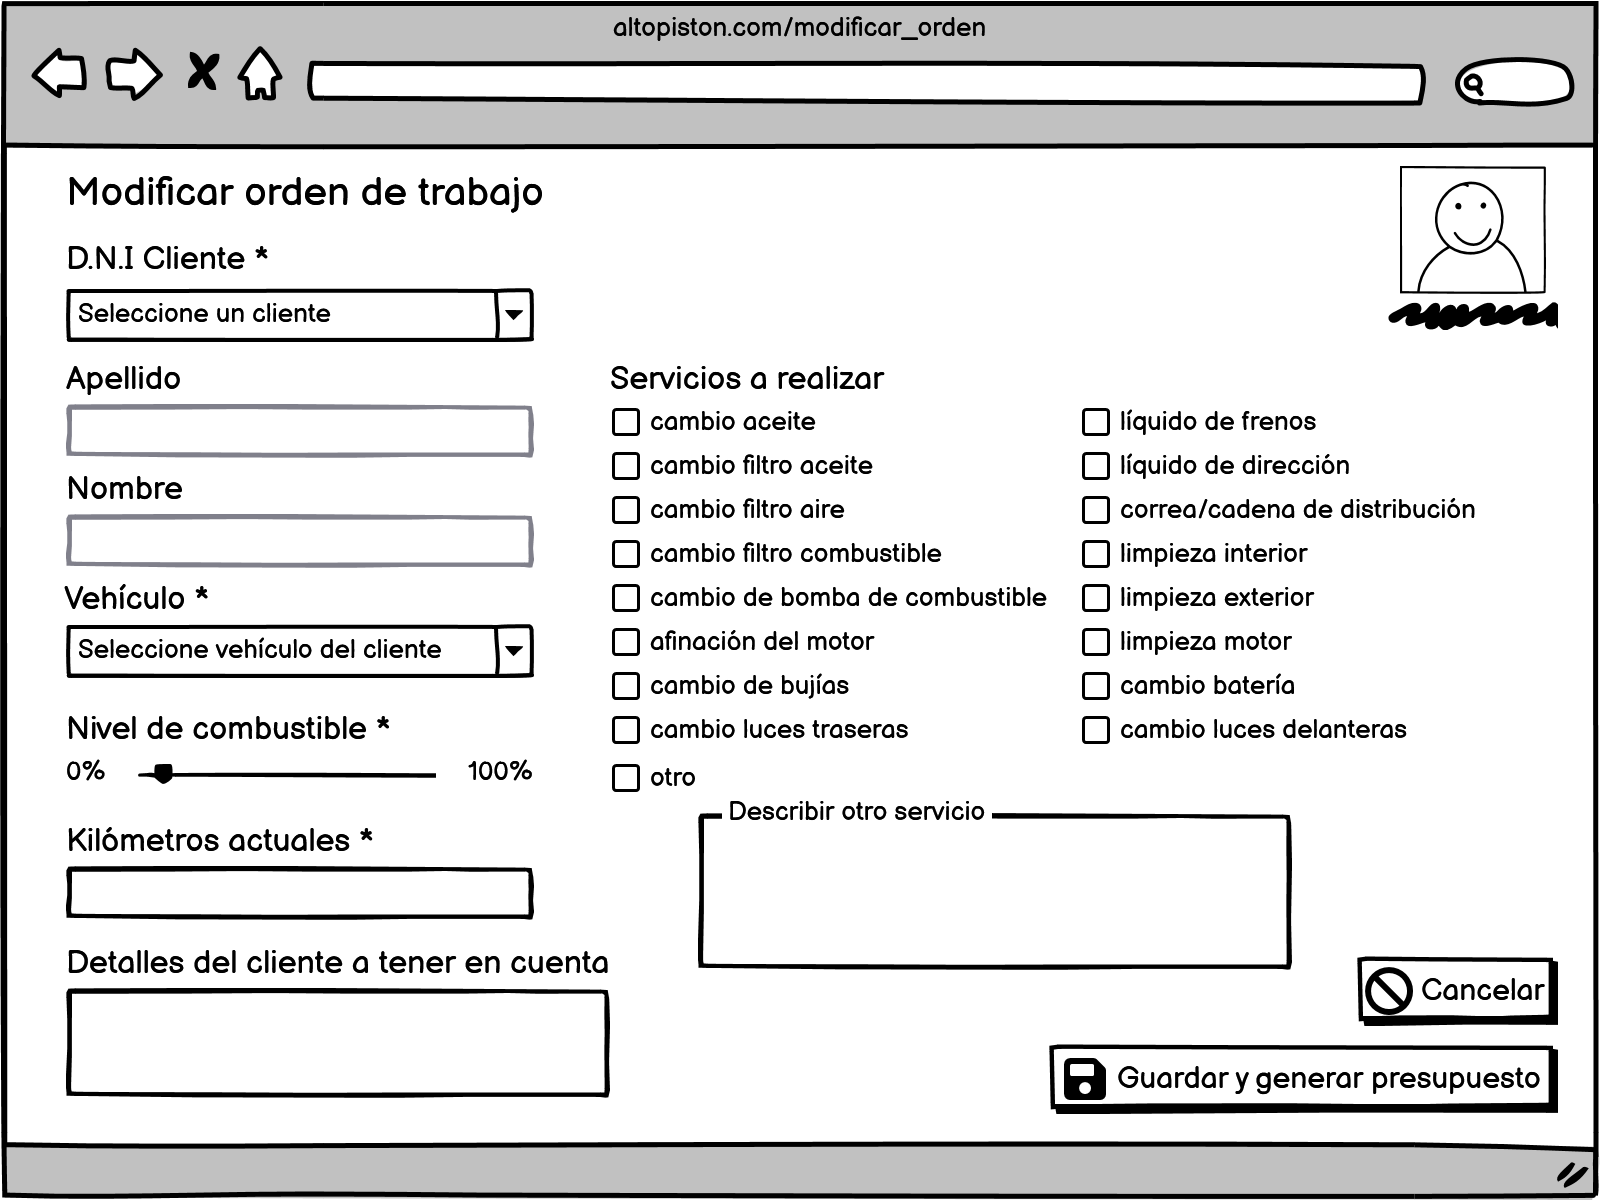 altopiston.com/modificar_orden
Modificar orden de trabajo
D.N.I Cliente *
Seleccione un cliente
Apellido
Nombre
Vehículo *
Seleccione vehículo del cliente
Nivel de combustible *
0% 100%
Kilómetros actuales *
Detalles del cliente a tener en cuenta
Servicios a realizar
cambio aceite
cambio filtro aceite
cambio filtro aire
cambio filtro combustible
cambio de bomba de combustible
afinación del motor
cambio de bujías
cambio luces traseras
otro
líquido de frenos
líquido de dirección
correa/cadena de distribución
limpieza interior
limpieza exterior
limpieza motor
cambio batería
cambio luces delanteras
Describir otro servicio
Cancelar
Guardar y generar presupuesto